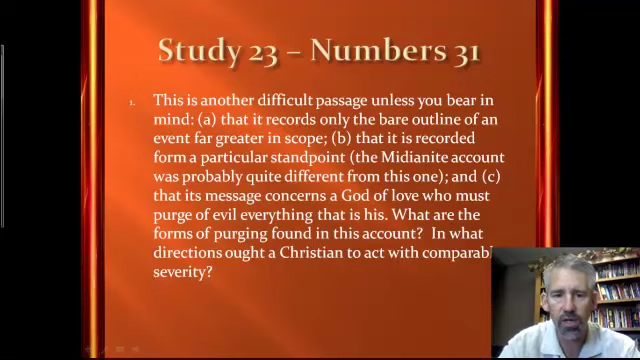 Study 23 – Numbers 31
1. This is another difficult passage unless you bear in
mind: (a) that it records only the bare outline of an
event far greater in scope; (b) that it is recorded
form a particular standpoint (the Midianite account
was probably quite different from this one); and (c)
that its message concerns a God of love who must
purge of evil everything that is his. What are the
forms of purging found in this account? In what
directions ought a Christian to act with comparabl
severity?